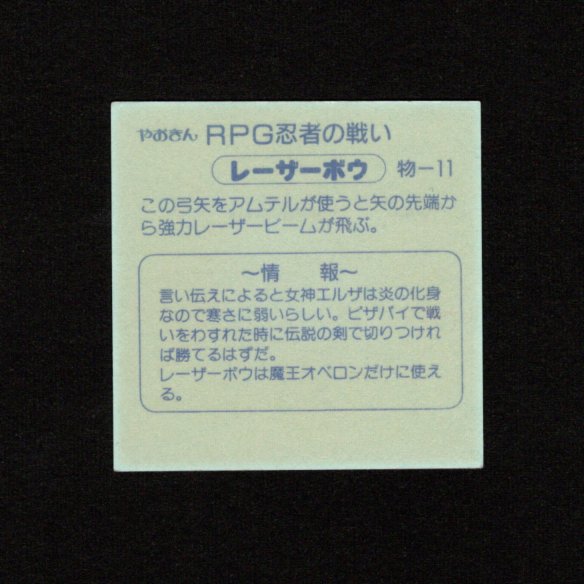 やおきん RPG忍者の戦い
レーザーボウ 物-11
この弓矢をアムテルが使うと矢の先端か
ら強力レーザービームが飛ぶ。
〜情 報〜
言い伝えによると女神エルザは炎の化身
なので寒さに弱いらしい。ピザパイで戦
いをわすれた時に伝説の剣で切りつけれ
ば勝てるはずだ。
レーザーボウは魔王オベロンだけに使え
る。